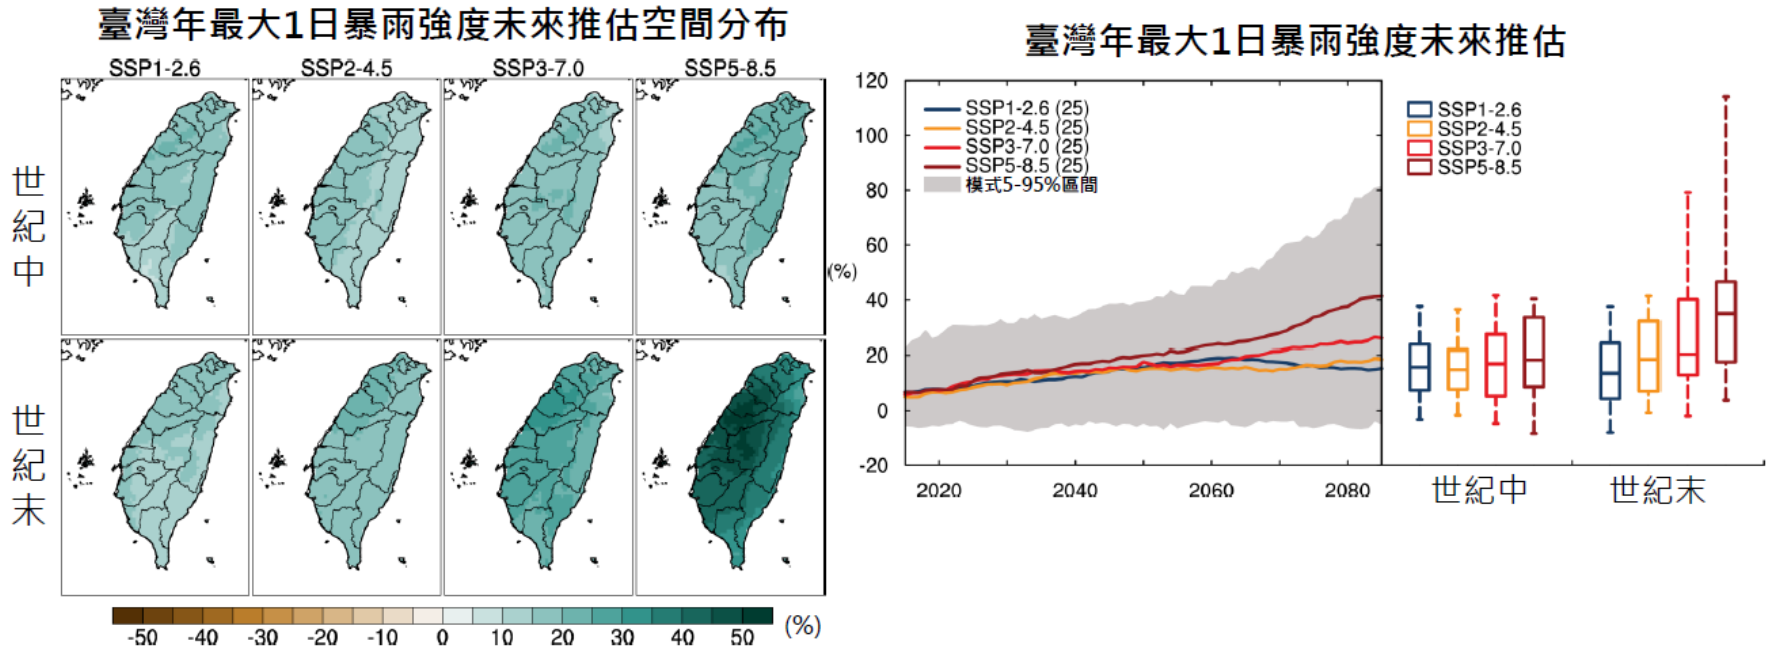 臺灣年最大1日暴雨強度未來推估空間分布
SSP1-2.6
SSP2-4.5
SSP3-7.0
SSP5-8.5
世紀中
世紀末
-50 -40 -30 -20 -10 0 10 20 30 40 50 (%)
臺灣年最大1日暴雨強度未來推估
(%)
120
100
80
60
40
20
0
-20
SSP1-2.6 (25)
SSP2-4.5 (25)
SSP3-7.0 (25)
SSP5-8.5 (25)
模式5-95%區間
2020 2040 2060 2080
SSP1-2.6
SSP2-4.5
SSP3-7.0
SSP5-8.5
世紀中 世紀末